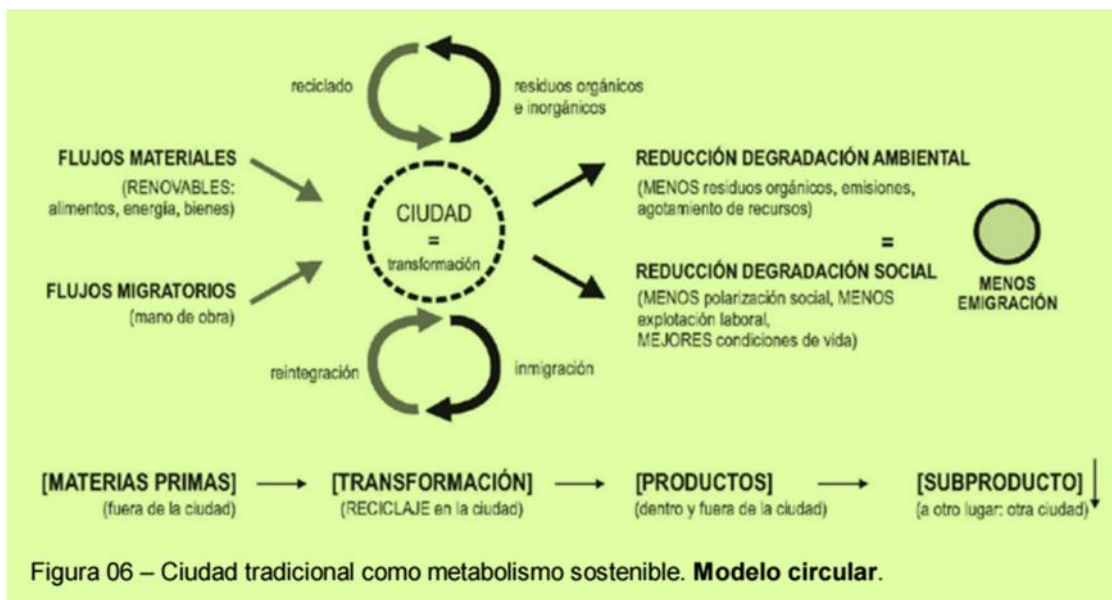 reciclado
residuos orgánicos
e inorgánicos
FLUJOS MATERIALES
(RENOVABLES:
alimentos, energía, bienes)
CIUDAD
=
transformación
REDUCCIÓN DEGRADACIÓN AMBIENTAL
(MENOS residuos orgánicos, emisiones,
agotamiento de recursos)
=
FLUJOS MIGRATORIOS
(mano de obra)
REDUCCIÓN DEGRADACIÓN SOCIAL
(MENOS polarización social, MENOS
explotación laboral,
MEJORES condiciones de vida)
MENOS
EMIGRACIÓN
reintegración
inmigración
[MATERIAS PRIMAS]
(fuera de la ciudad)
[TRANSFORMACIÓN]
(RECICLAJE en la ciudad)
[PRODUCTOS]
(dentro y fuera de la ciudad)
[SUBPRODUCTO]
(a otro lugar: otra ciudad)
Figura 06 – Ciudad tradicional como metabolismo sostenible. Modelo circular.